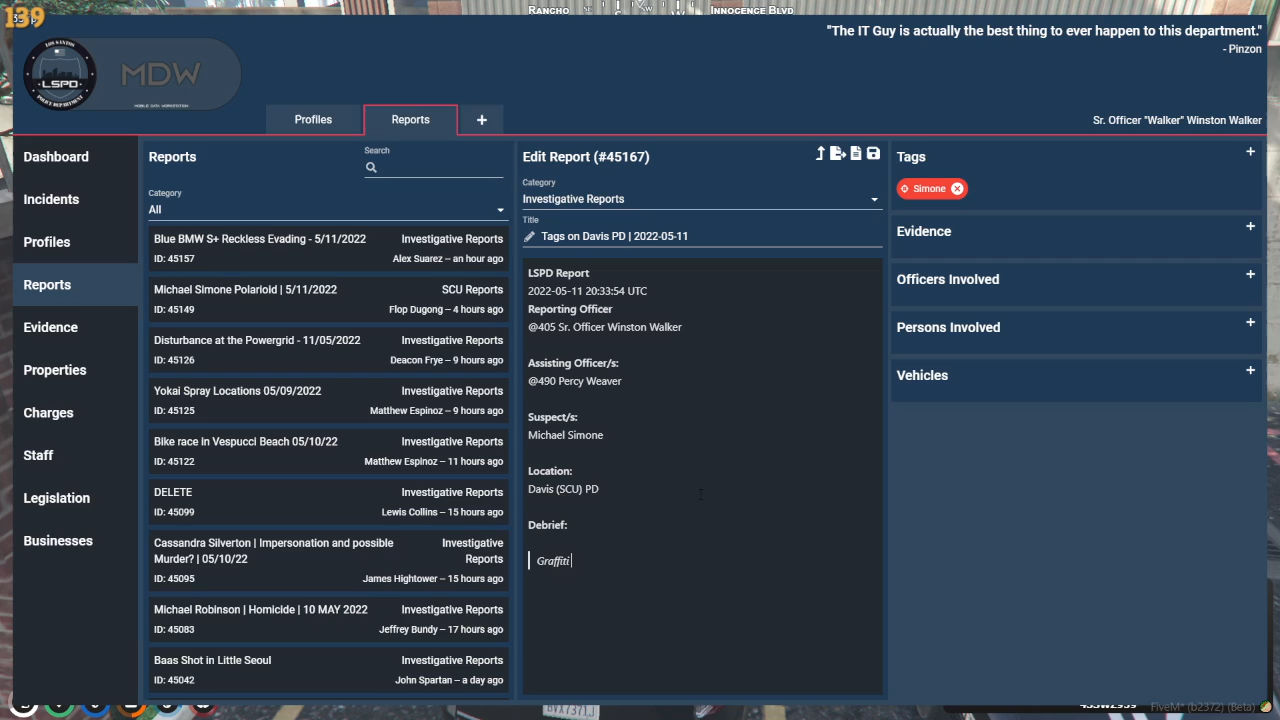 139
RANGHO
INNOCENCE BLVD
"The IT Guy is actually the best thing to ever happen to this department."
- Pinzon
LOS SANTOS
LSPD
POLICE DEPARTMENT
MDW
MOBILE DATA WORKSTATION
Profiles
Reports
+
Sr. Officer "Walker" Winston Walker
Dashboard
Incidents
Profiles
Reports
Evidence
Properties
Charges
Staff
Legislation
Businesses
Reports
Search
Category
All
Blue BMW S+ Reckless Evading - 5/11/2022 Investigative Reports
ID: 45157 Alex Suarez – an hour ago
Michael Simone Polarioid | 5/11/2022 SCU Reports
ID: 45149 Flop Dugong – 4 hours ago
Disturbance at the Powergrid - 11/05/2022 Investigative Reports
ID: 45126 Deacon Frye – 9 hours ago
Yokai Spray Locations 05/09/2022 Investigative Reports
ID: 45125 Matthew Espinoz – 9 hours ago
Bike race in Vespucci Beach 05/10/22 Investigative Reports
ID: 45122 Matthew Espinoz – 11 hours ago
DELETE Investigative Reports
ID: 45099 Lewis Collins – 15 hours ago
Cassandra Silverton | Impersonation and possible Investigative
Murder? | 05/10/22 Reports
ID: 45095 James Hightower – 15 hours ago
Michael Robinson | Homicide | 10 MAY 2022 Investigative Reports
ID: 45083 Jeffrey Bundy – 17 hours ago
Baas Shot in Little Seoul Investigative Reports
ID: 45042 John Spartan – a day ago
Edit Report (#45167)
Category
Investigative Reports
Title
Tags on Davis PD | 2022-05-11
LSPD Report
2022-05-11 20:33:54 UTC
Reporting Officer
@405 Sr. Officer Winston Walker
Assisting Officer/s:
@490 Percy Weaver
Suspect/s:
Michael Simone
Location:
Davis (SCU) PD
Debrief:
Graffiti
Tags +
Simone
Evidence +
Officers Involved +
Persons Involved +
Vehicles +
FiveM* (b2372) (Beta)